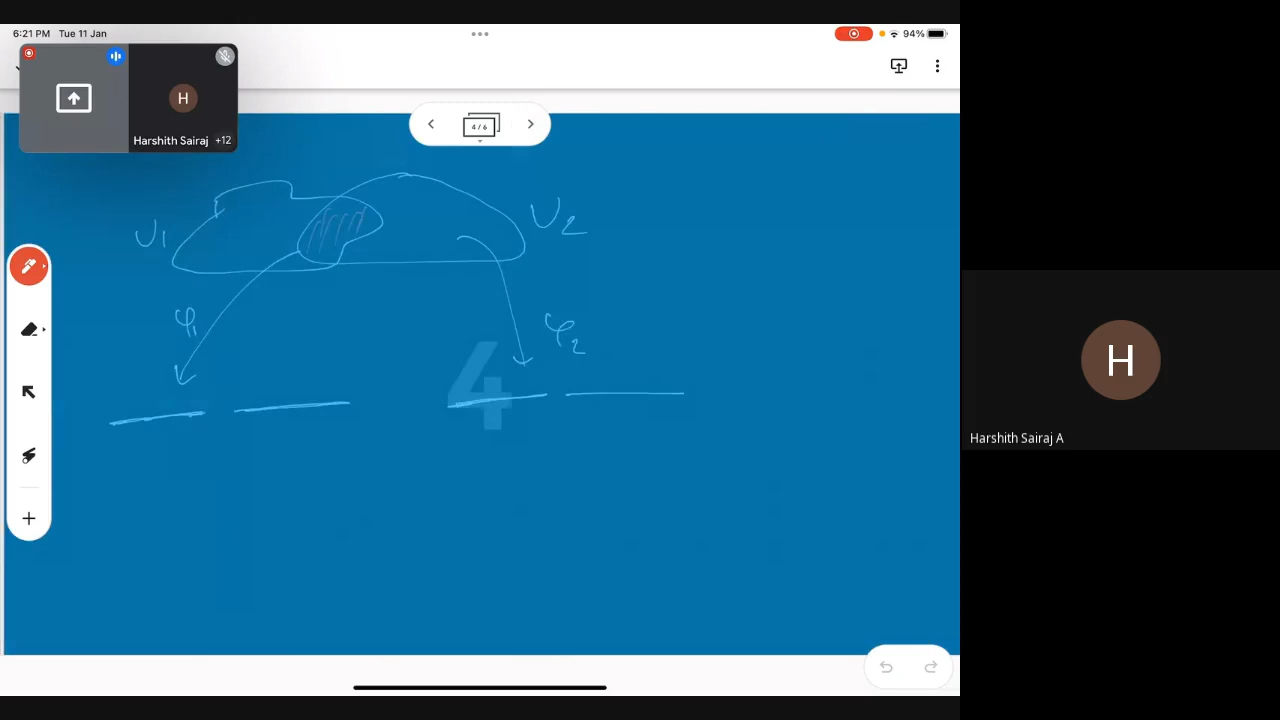 6:21 PM Tue 11 Jan
94%
H
Harshith Sairaj +12
4 / 6
U1
U2
φ1
φ2
4
H
Harshith Sairaj A